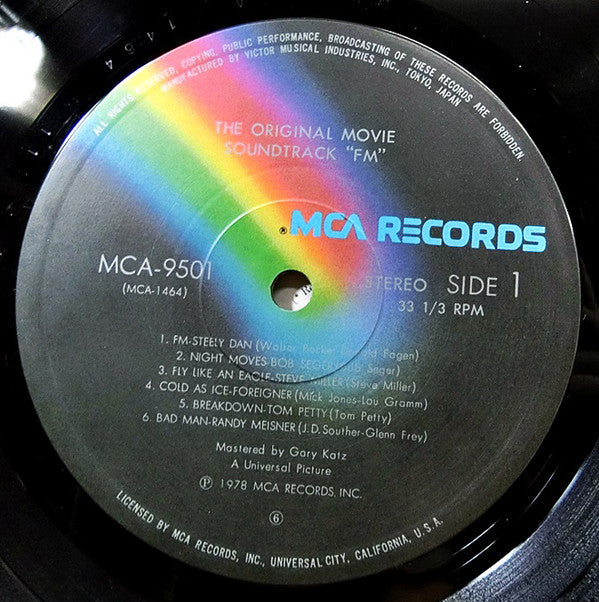 ALL RIGHTS RESERVED, COPYING, PUBLIC PERFORMANCE, BROADCASTING OF THESE RECORDS ARE FORBIDDEN.
MANUFACTURED BY VICTOR MUSICAL INDUSTRIES, INC., TOKYO, JAPAN
THE ORIGINAL MOVIE
SOUNDTRACK "FM"
® MCA RECORDS
MCA-9501
(MCA-1464)
STEREO SIDE 1
33 1/3 RPM
1. FM-STEELY DAN (Walter Becker Fagen)
2. NIGHT MOVES-BOB SEGER Seger)
3. FLY LIKE AN EAGLE-STEVE MILLER (Steve Miller)
4. COLD AS ICE-FOREIGNER (Mick Jones-Lou Gramm)
5. BREAKDOWN-TOM PETTY (Tom Petty)
6. BAD MAN-RANDY MEISNER (J.D. Souther-Glenn Frey)
Mastered by Gary Katz
A Universal Picture
℗ 1978 MCA RECORDS, INC.
⑥
LICENSED BY MCA RECORDS, INC., UNIVERSAL CITY, CALIFORNIA, U.S.A.